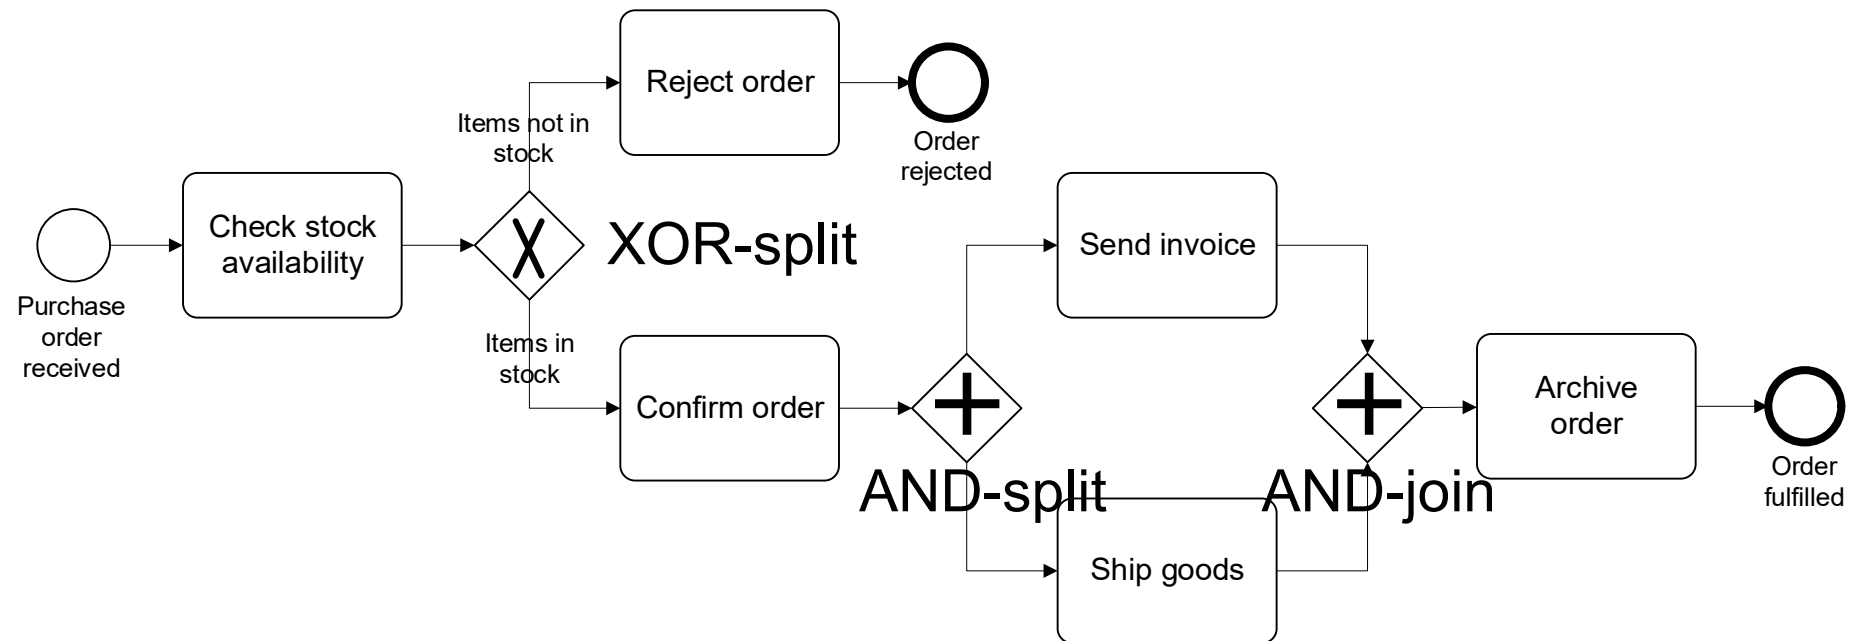 Reject order
Items not in
stock
Order
rejected
Purchase
order
received
Check stock
availability
X
XOR-split
Send invoice
Items in
stock
Confirm order
AND-split
AND-join
Archive
order
Order
fulfilled
Ship goods